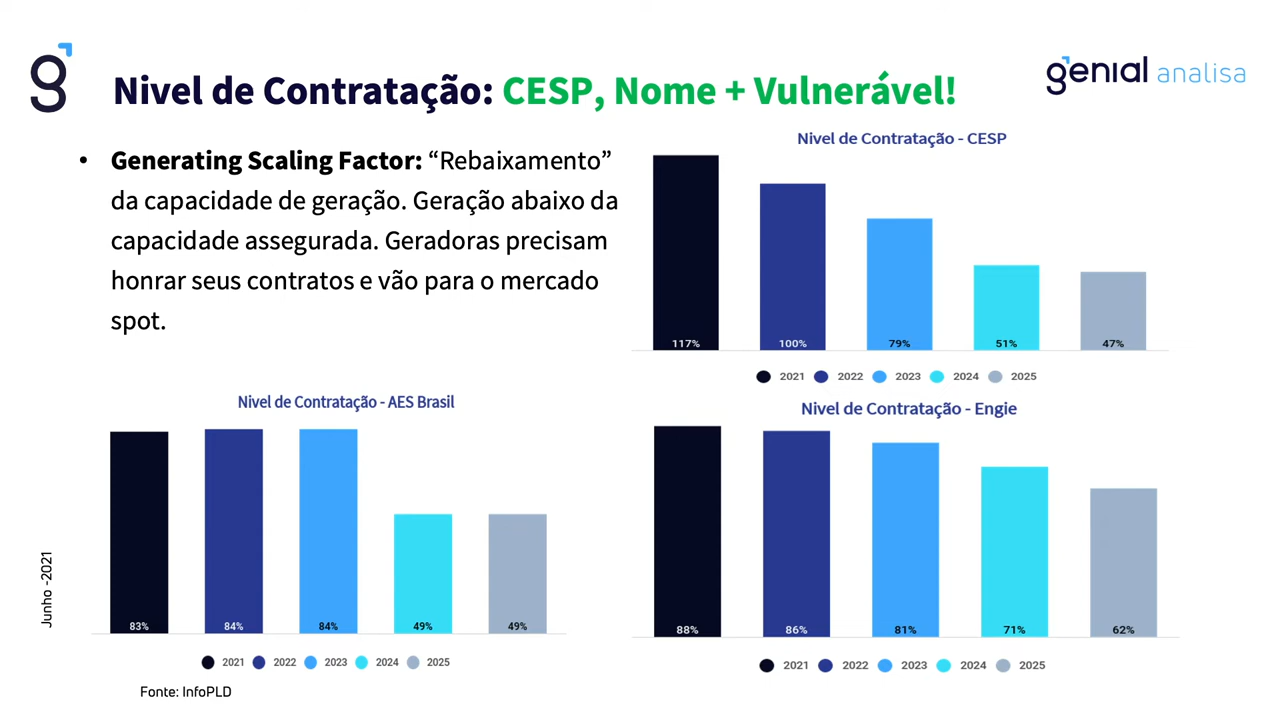 g
Nivel de Contratação: CESP, Nome + Vulnerável!
genial analisa
• Generating Scaling Factor: “Rebaixamento”
da capacidade de geração. Geração abaixo da
capacidade assegurada. Geradoras precisam
honrar seus contratos e vão para o mercado
spot.
Nivel de Contratação - CESP
117% 100% 79% 51% 47%
2021 2022 2023 2024 2025
Nivel de Contratação - AES Brasil
83% 84% 84% 49% 49%
2021 2022 2023 2024 2025
Nivel de Contratação - Engie
88% 86% 81% 71% 62%
2021 2022 2023 2024 2025
Junho -2021
Fonte: InfoPLD